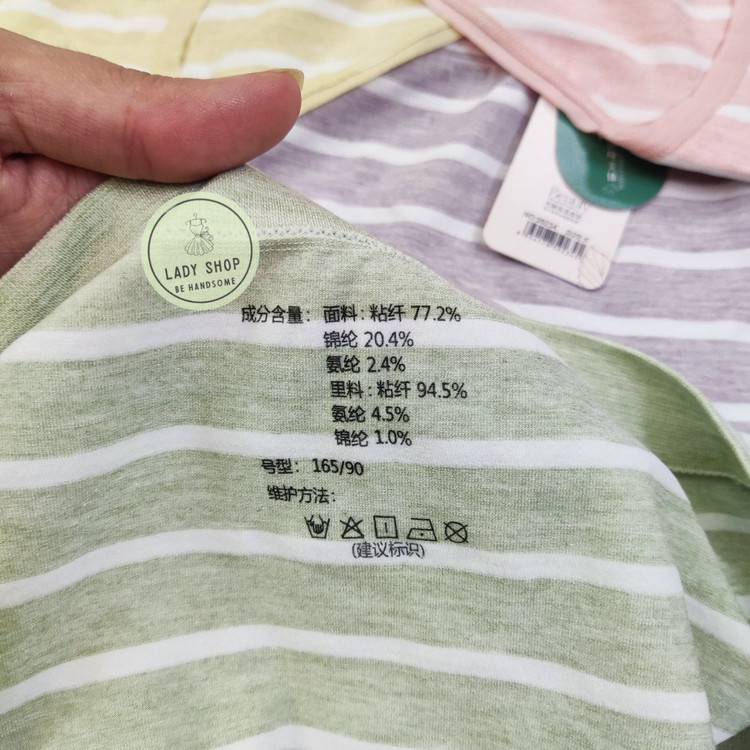 LADY SHOP
BE HANDSOME
成分含量：面料：粘纤 77.2%
锦纶 20.4%
氨纶 2.4%
里料：粘纤 94.5%
氨纶 4.5%
锦纶 1.0%
号型：165/90
维护方法：
(建议标识)